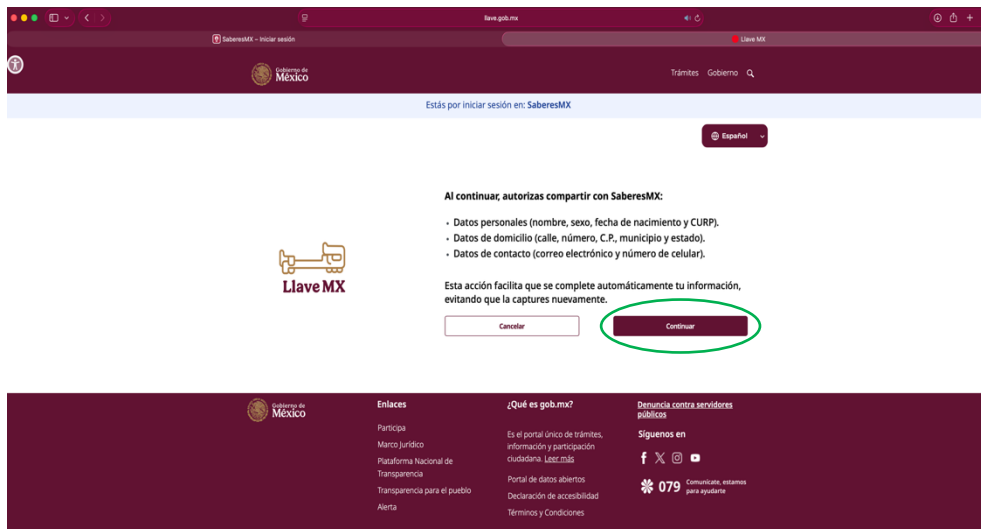 llave.gob.mx
SaberesMX – Iniciar sesión
Llave MX
Gobierno de
México
Trámites Gobierno
Estás por iniciar sesión en: SaberesMX
Español
Al continuar, autorizas compartir con SaberesMX:
• Datos personales (nombre, sexo, fecha de nacimiento y CURP).
• Datos de domicilio (calle, número, C.P., municipio y estado).
• Datos de contacto (correo electrónico y número de celular).
Llave MX
Esta acción facilita que se complete automáticamente tu información,
evitando que la captures nuevamente.
Cancelar
Continuar
Gobierno de
México
Enlaces
Participa
Marco Jurídico
Plataforma Nacional de
Transparencia
Transparencia para el pueblo
Alerta
¿Qué es gob.mx?
Es el portal único de trámites,
información y participación
ciudadana. Leer más
Portal de datos abiertos
Declaración de accesibilidad
Términos y Condiciones
Denuncia contra servidores
públicos
Síguenos en
079 Comunícate, estamos
para ayudarte